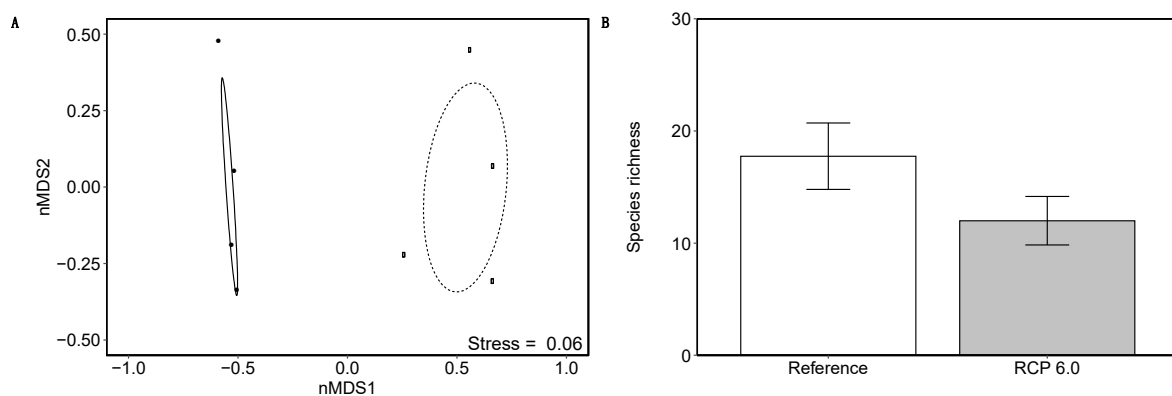 A
0.50
0.25
0.00
−0.25
−0.50
nMDS2
Stress = 0.06
−1.0 −0.5 0.0 0.5 1.0
nMDS1
B
30
20
10
0
Species richness
Reference RCP 6.0